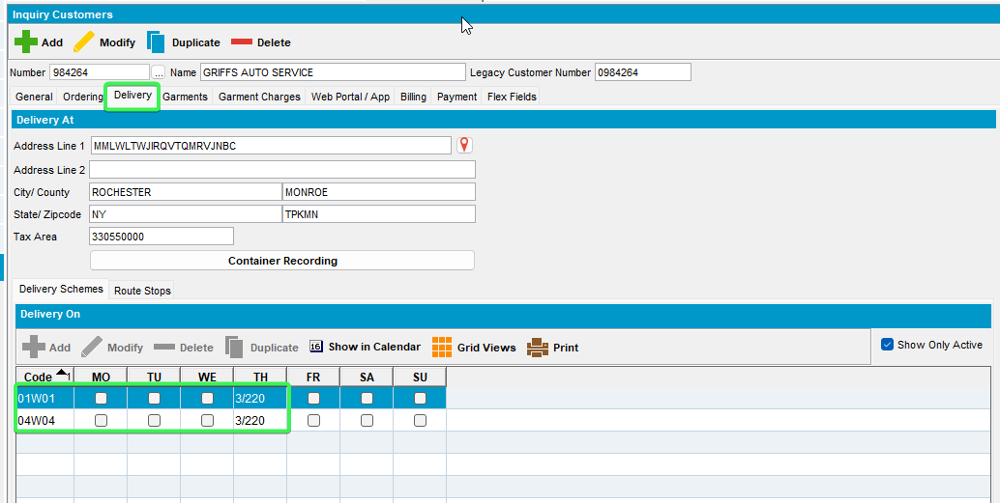 Inquiry Customers
Add Modify Duplicate Delete
Number 984264 ... Name GRIFFS AUTO SERVICE Legacy Customer Number 0984264
General Ordering Delivery Garments Garment Charges Web Portal / App Billing Payment Flex Fields
Delivery At
Address Line 1 MMLWLTWJIRQVTQMRVJNBC
Address Line 2
City/ County ROCHESTER MONROE
State/ Zipcode NY TPKMN
Tax Area 330550000
Container Recording
Delivery Schemes Route Stops
Delivery On
Add Modify Delete Duplicate 16 Show in Calendar Grid Views Print Show Only Active
Code 1 MO TU WE TH FR SA SU
01W01 3/220
04W04 3/220